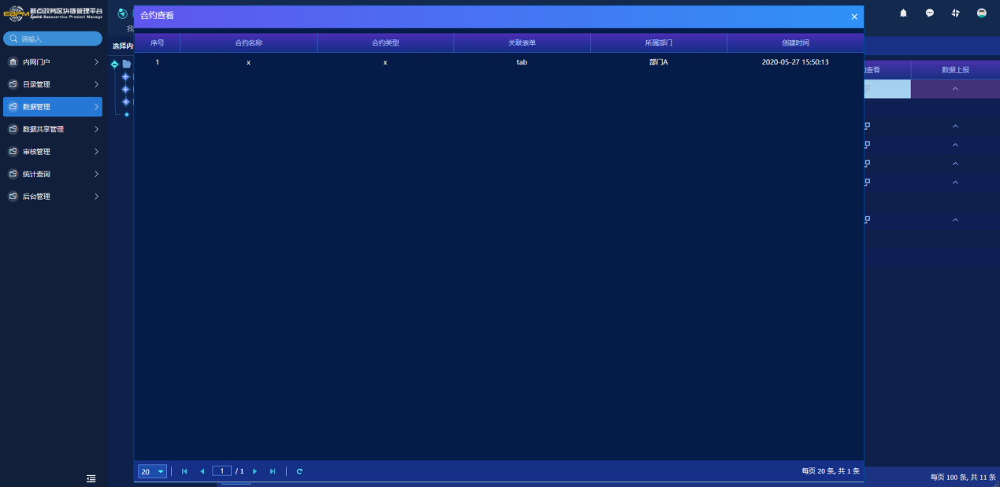 新点政务区块链管理平台
Epoint Baseservice Product Manage
请输入
内网门户
目录管理
数据管理
数据共享管理
审核管理
统计查询
后台管理
我
选择内
合约查看
序号 合约名称 合约类型 关联表单 所属部门 创建时间
1 x x tab 部门A 2020-05-27 15:50:13
查看 数据上报
20 1 / 1 每页 20 条, 共 1 条
每页 100 条, 共 11 条